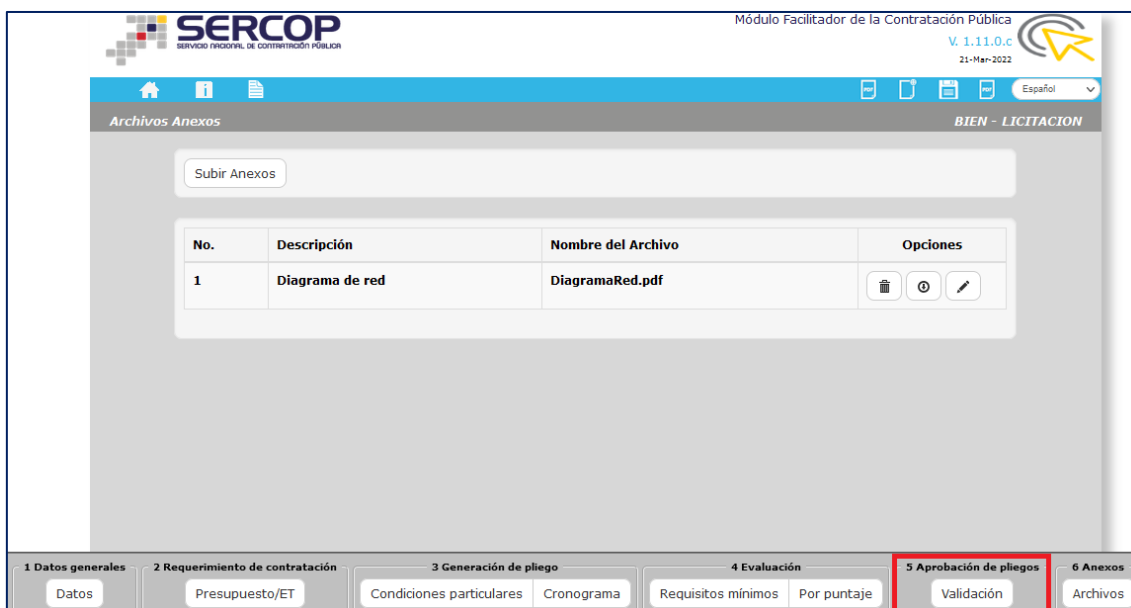 SERCOP
SERVICIO NACIONAL DE CONTRATACIÓN PÚBLICA
Módulo Facilitador de la Contratación Pública
V. 1.11.0.c
21-Mar-2022
PDF PDF Español
Archivos Anexos BIEN - LICITACION
Subir Anexos
No. Descripción Nombre del Archivo Opciones
1 Diagrama de red DiagramaRed.pdf
1 Datos generales 2 Requerimiento de contratación 3 Generación de pliego 4 Evaluación 5 Aprobación de pliegos 6 Anexos
Datos Presupuesto/ET Condiciones particulares Cronograma Requisitos mínimos Por puntaje Validación Archivos